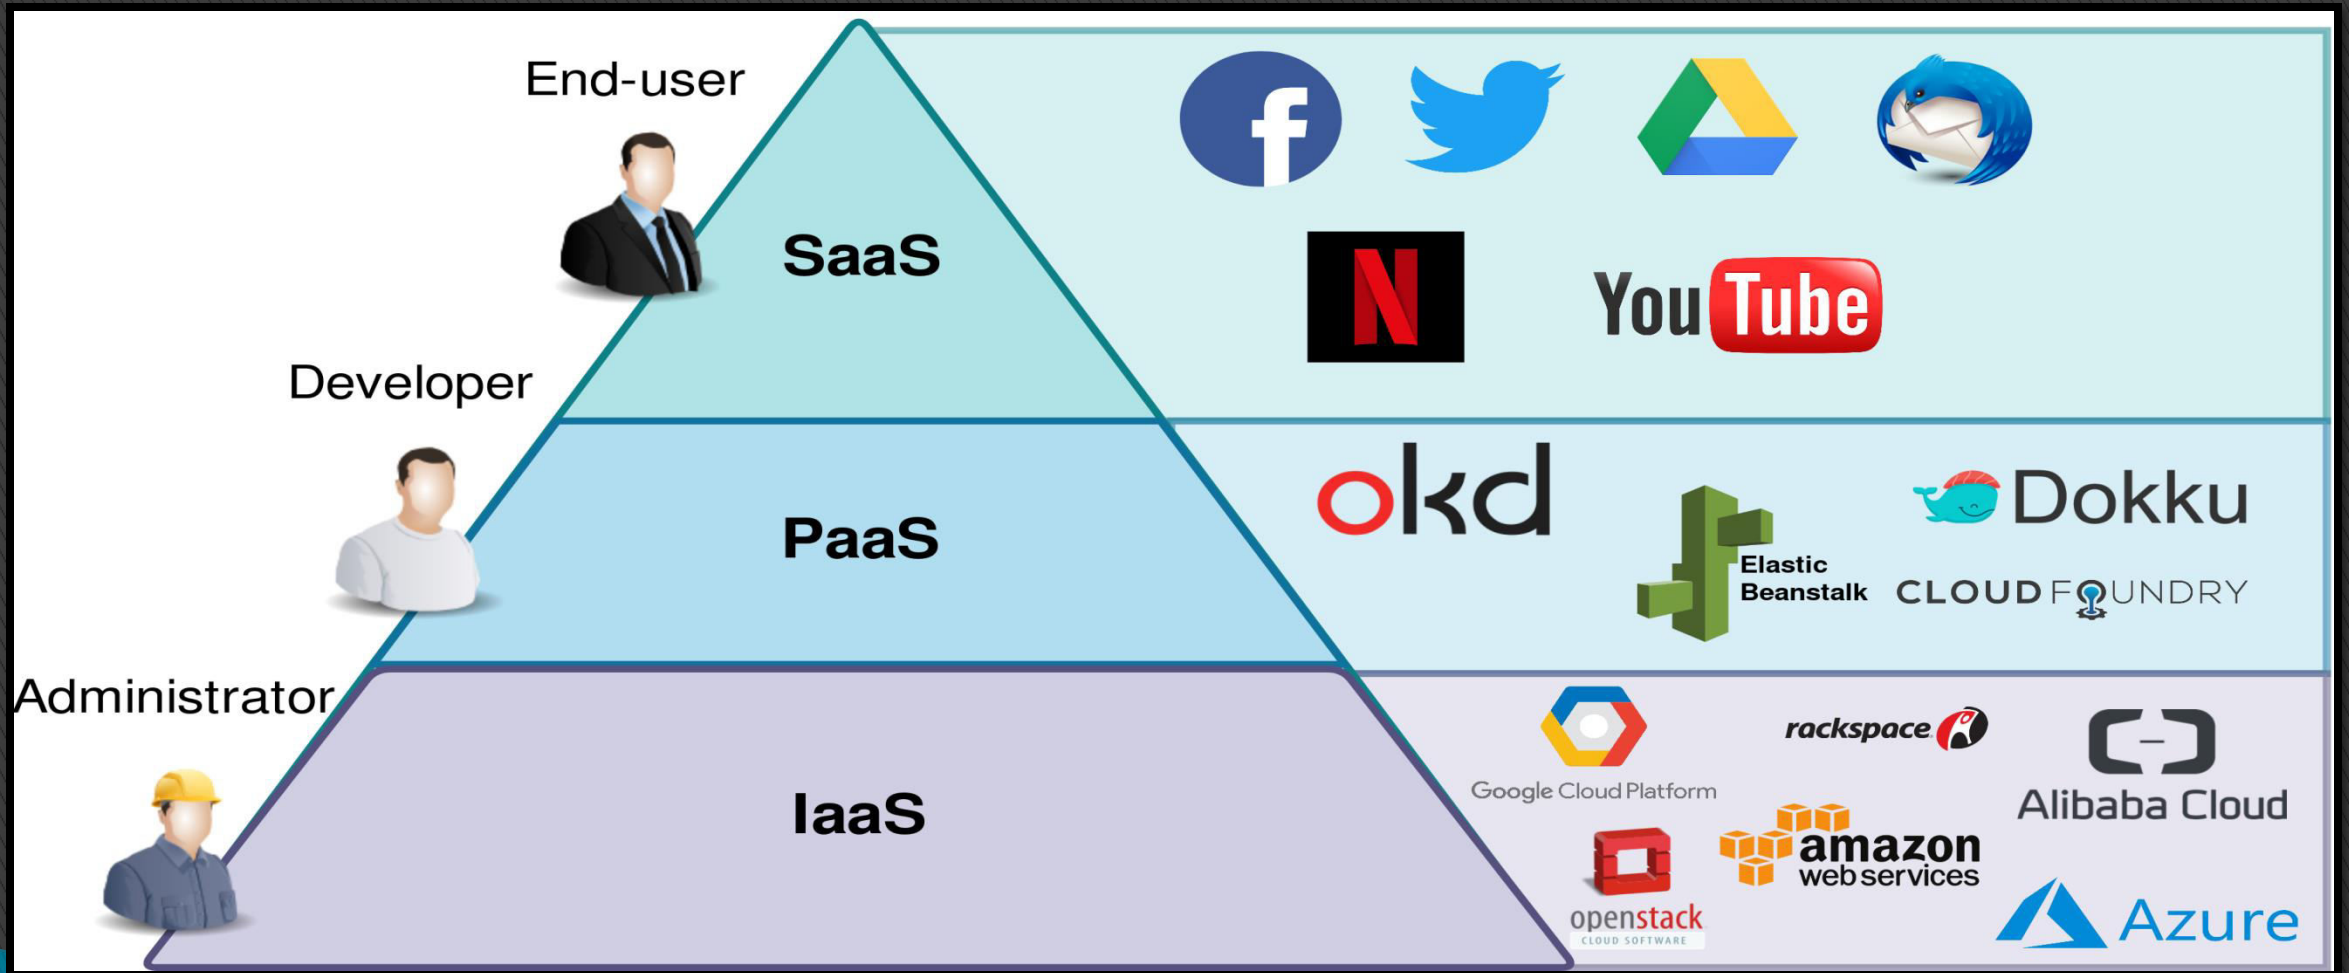 End-user
SaaS
f
N
YouTube
Developer
PaaS
okd
Dokku
Elastic
Beanstalk
CLOUD FOUNDRY
Administrator
IaaS
Google Cloud Platform
rackspace
Alibaba Cloud
openstack
CLOUD SOFTWARE
amazon
web services
Azure